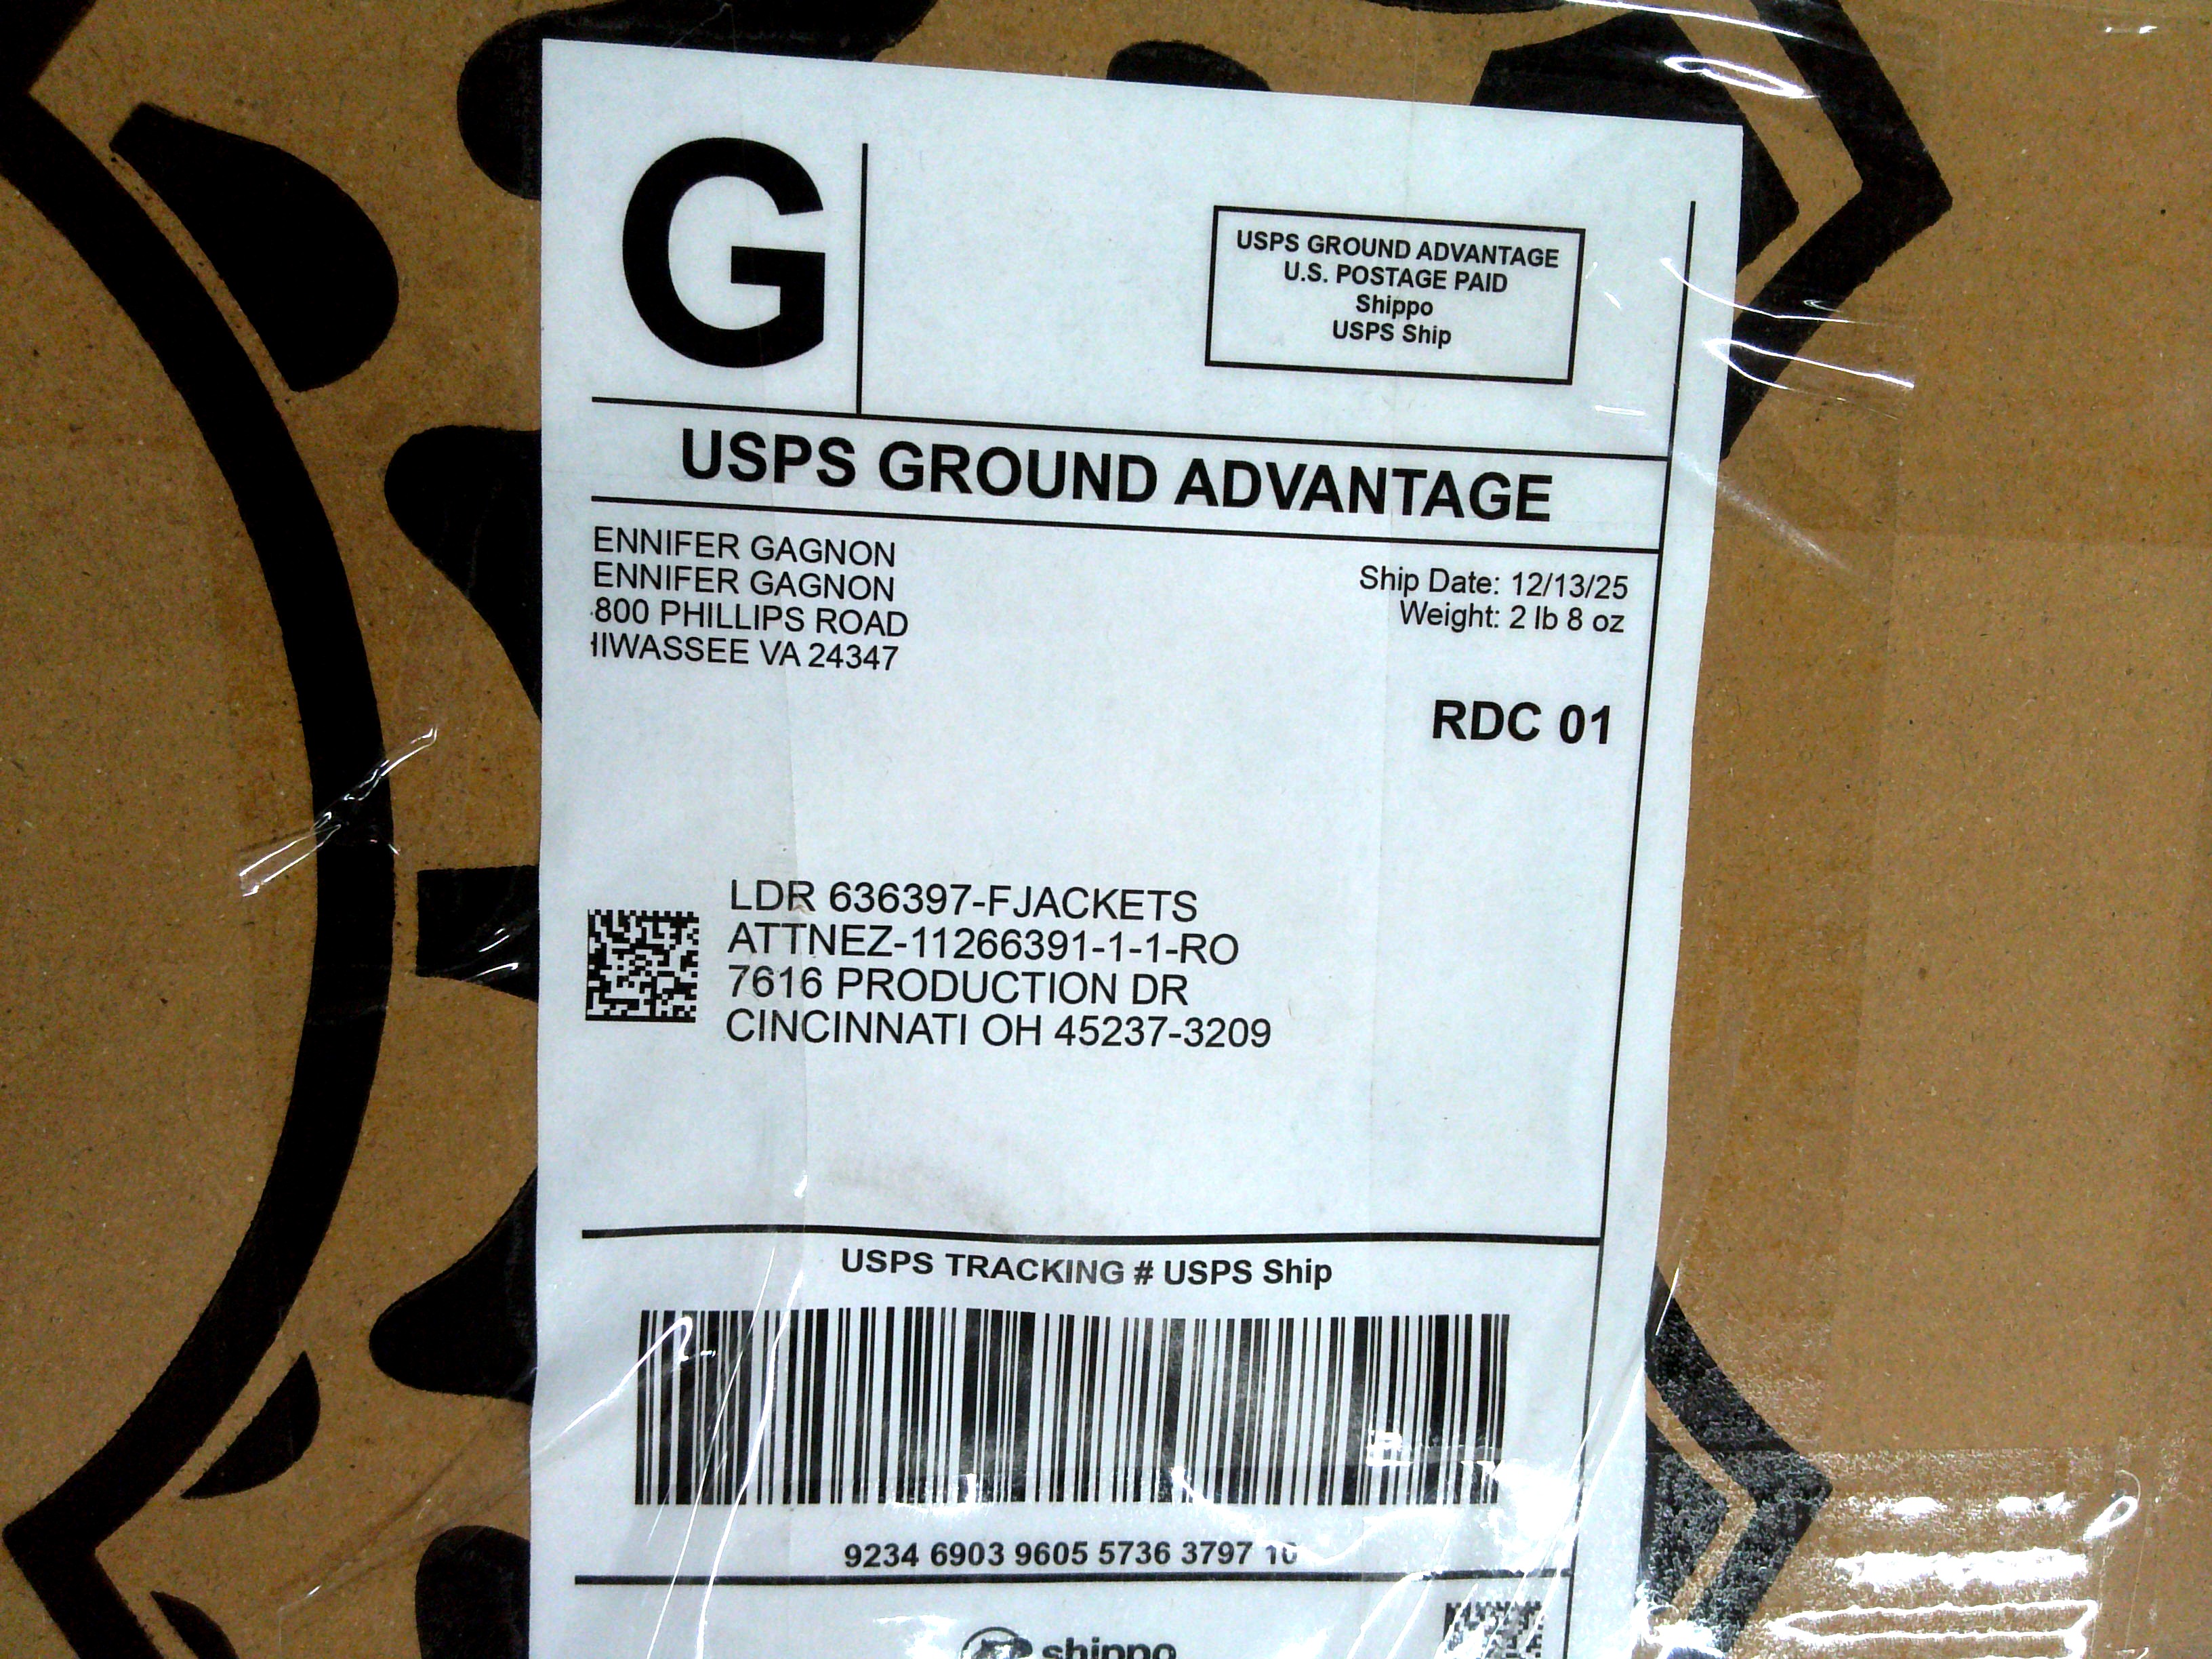 G
USPS GROUND ADVANTAGE
U.S. POSTAGE PAID
Shippo
USPS Ship
USPS GROUND ADVANTAGE
ENNIFER GAGNON
ENNIFER GAGNON
800 PHILLIPS ROAD
IIWASSEE VA 24347
Ship Date: 12/13/25
Weight: 2 lb 8 oz
RDC 01
LDR 636397-FJACKETS
ATTNEZ-11266391-1-1-RO
7616 PRODUCTION DR
CINCINNATI OH 45237-3209
USPS TRACKING # USPS Ship
9234 6903 9605 5736 3797 10
shippo